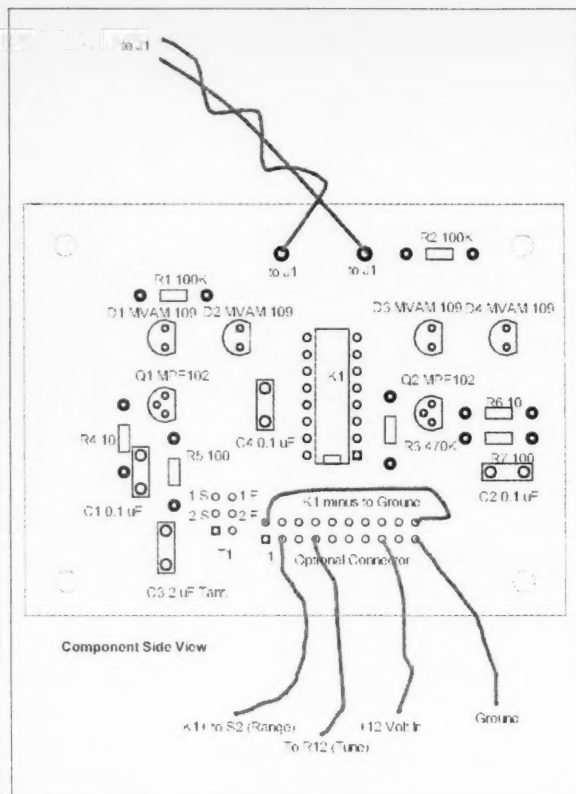 to J1
R2 100K
to J1
to J1
R1 100K
D1 MVAM 109
D2 MVAM 109
D3 MVAM 109
D4 MVAM 109
K1
Q1 MPF102
Q2 MPF102
R6 10
R4 10
C4 0.1 uF
R3 470K
R5 100
R7 100
C1 0.1 uF
C2 0.1 uF
1 S
1 F
K1 minus to Ground
2 S
2 F
T1
1
Optional Connector
C3 2 uF Tant.
Component Side View
K1+ to S2 (Range)
+12 Volt In
Ground
To R12 (Tune)